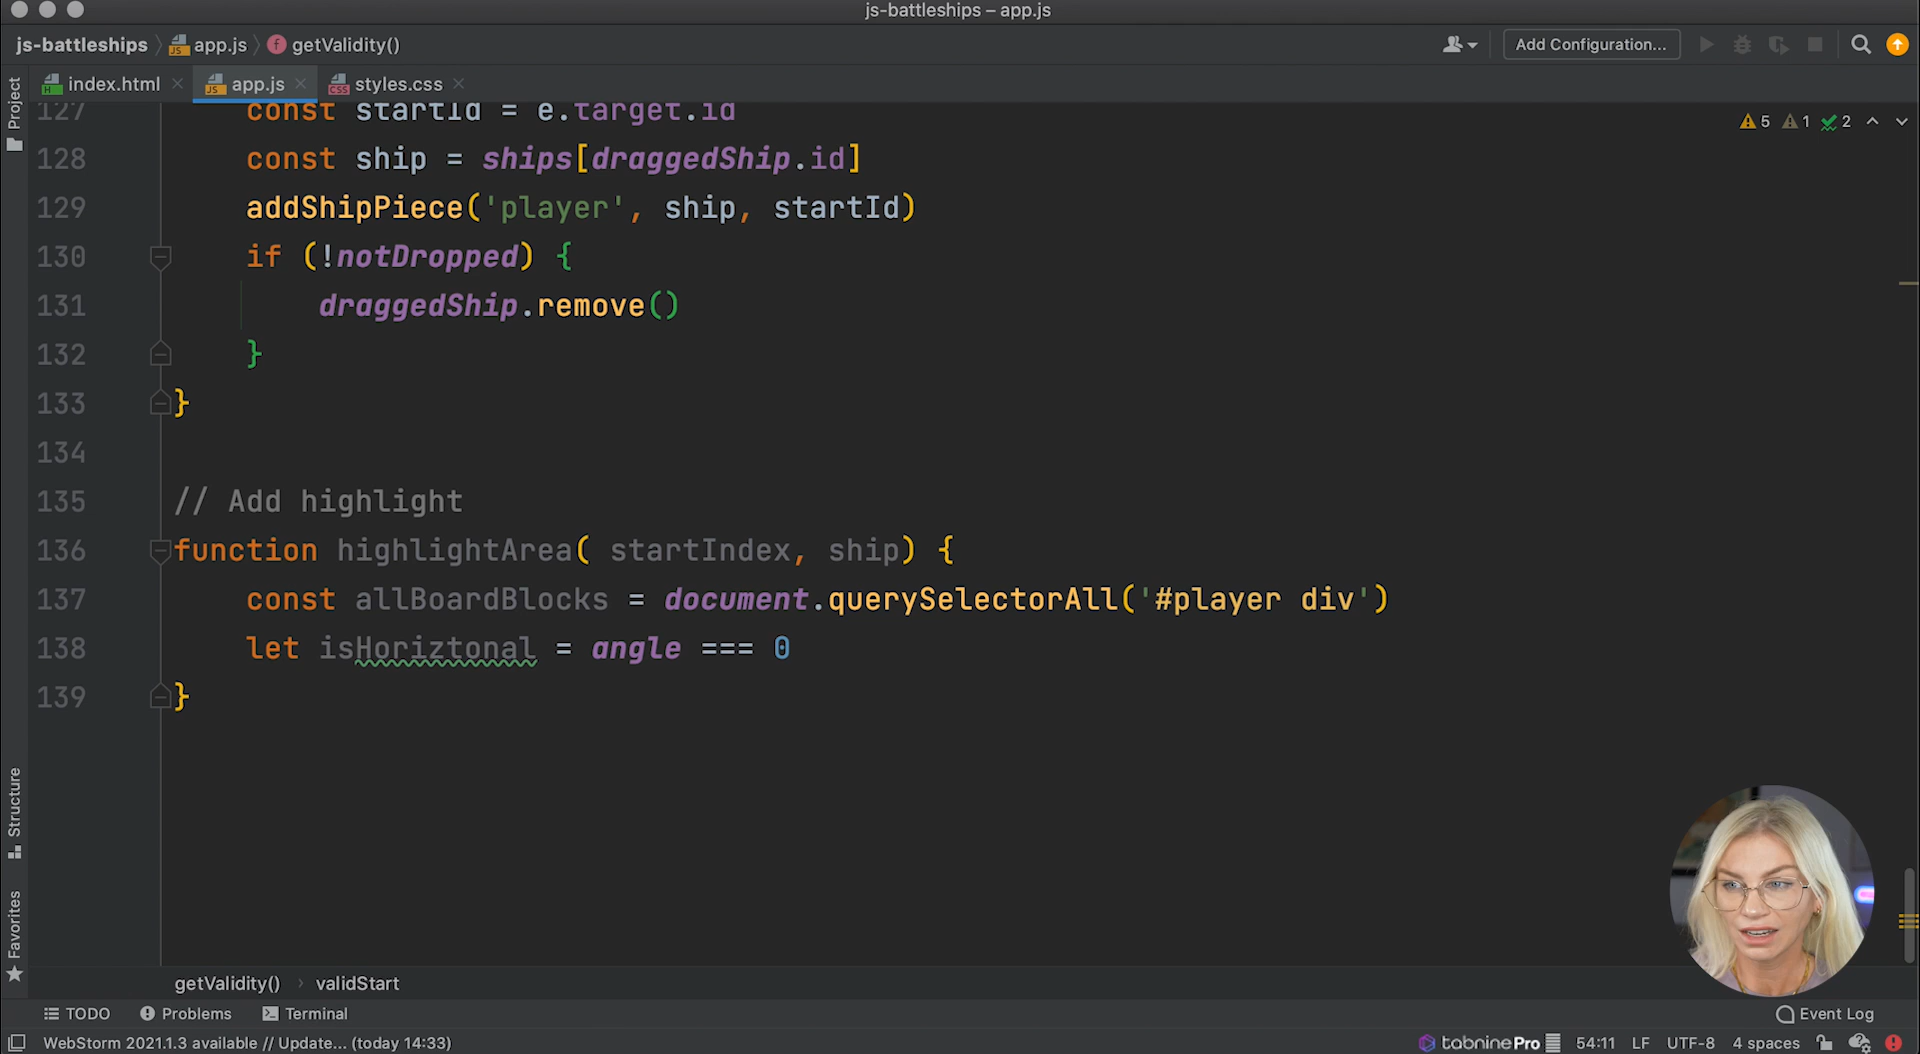 js-battleships – app.js
js-battleships app.js f getValidity() Add Configuration...
H index.html JS app.js CSS styles.css
Project
5 1 2
127 const startId = e.target.id
128 const ship = ships[draggedShip.id]
129 addShipPiece('player', ship, startId)
130 if (!notDropped) {
131 draggedShip.remove()
132 }
133 }
134
135 // Add highlight
136 function highlightArea( startIndex, ship) {
137 const allBoardBlocks = document.querySelectorAll('#player div')
138 let isHoriztonal = angle === 0
139 }
Structure
Favorites
getValidity() › validStart
TODO Problems Terminal Event Log
WebStorm 2021.1.3 available // Update... (today 14:33) tabnine Pro 54:11 LF UTF-8 4 spaces